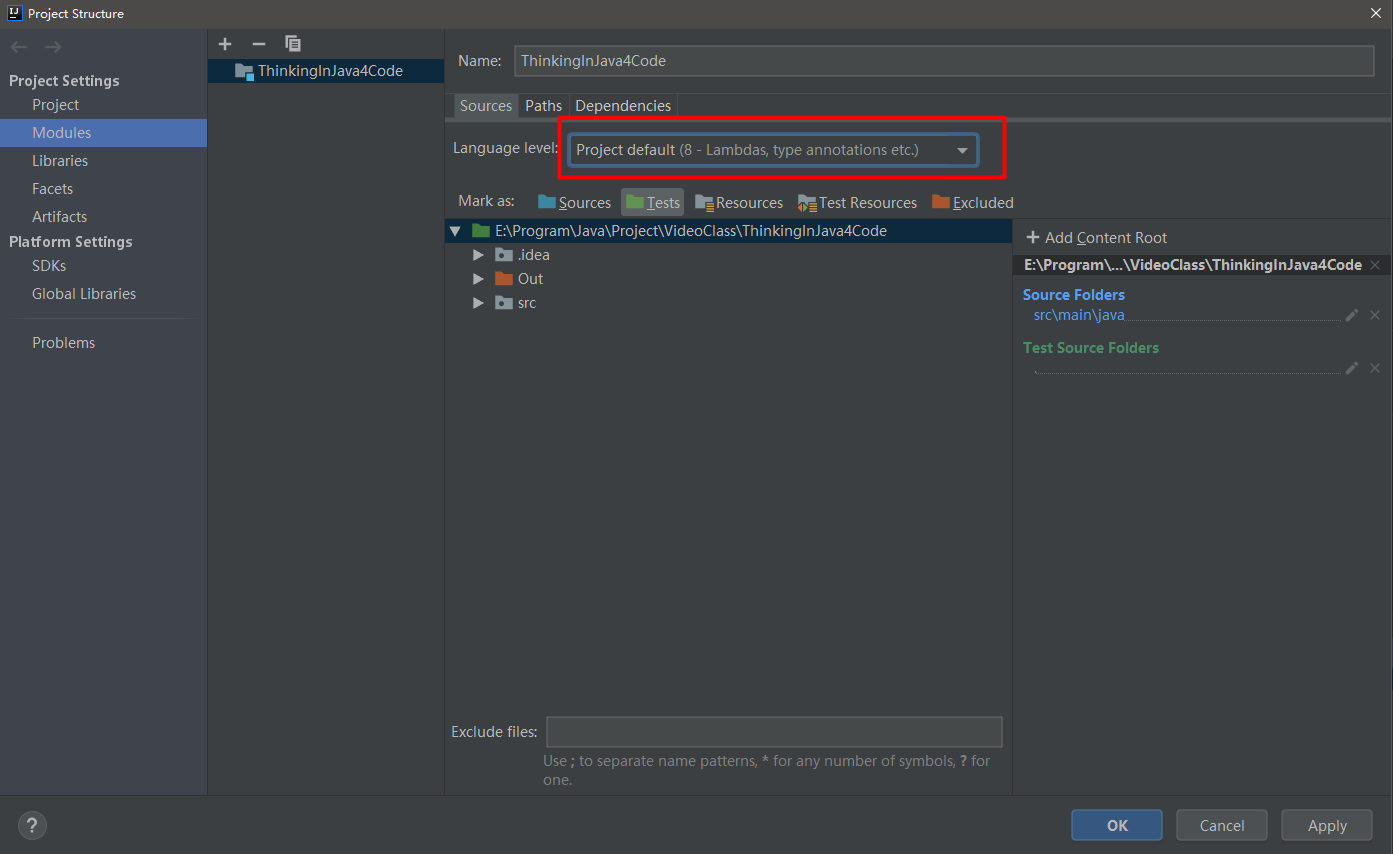 Project Structure
Project Settings
Project
Modules
Libraries
Facets
Artifacts
Platform Settings
SDKs
Global Libraries
Problems
ThinkingInJava4Code
Name: ThinkingInJava4Code
Sources Paths Dependencies
Language level: Project default (8 - Lambdas, type annotations etc.)
Mark as: Sources Tests Resources Test Resources Excluded
E:\Program\Java\Project\VideoClass\ThinkingInJava4Code
.idea
Out
src
Exclude files:
Use ; to separate name patterns, * for any number of symbols, ? for
one.
Add Content Root
E:\Program\...\VideoClass\ThinkingInJava4Code
Source Folders
src\main\java
Test Source Folders
.
?
OK Cancel Apply